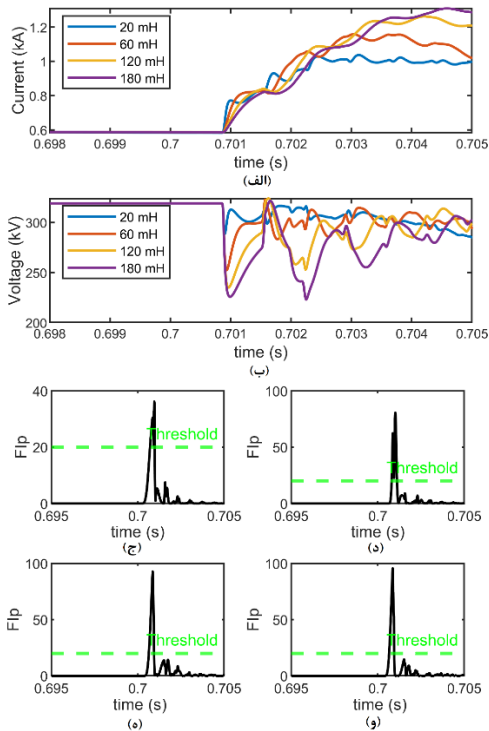 Current (kA)
1.2
1
0.8
0.6
20 mH
60 mH
120 mH
180 mH
0.698 0.699 0.7 0.701 0.702 0.703 0.704 0.705
time (s)
(الف)
Voltage (kV)
300
250
200
20 mH
60 mH
120 mH
180 mH
0.698 0.699 0.7 0.701 0.702 0.703 0.704 0.705
time (s)
(ب)
FIp
40
20
0
Threshold
0.695 0.7 0.705
time (s)
(ج)
FIp
100
50
0
Threshold
0.695 0.7 0.705
time (s)
(د)
FIp
100
50
0
Threshold
0.695 0.7 0.705
time (s)
(ه)
FIp
100
50
0
Threshold
0.695 0.7 0.705
time (s)
(و)